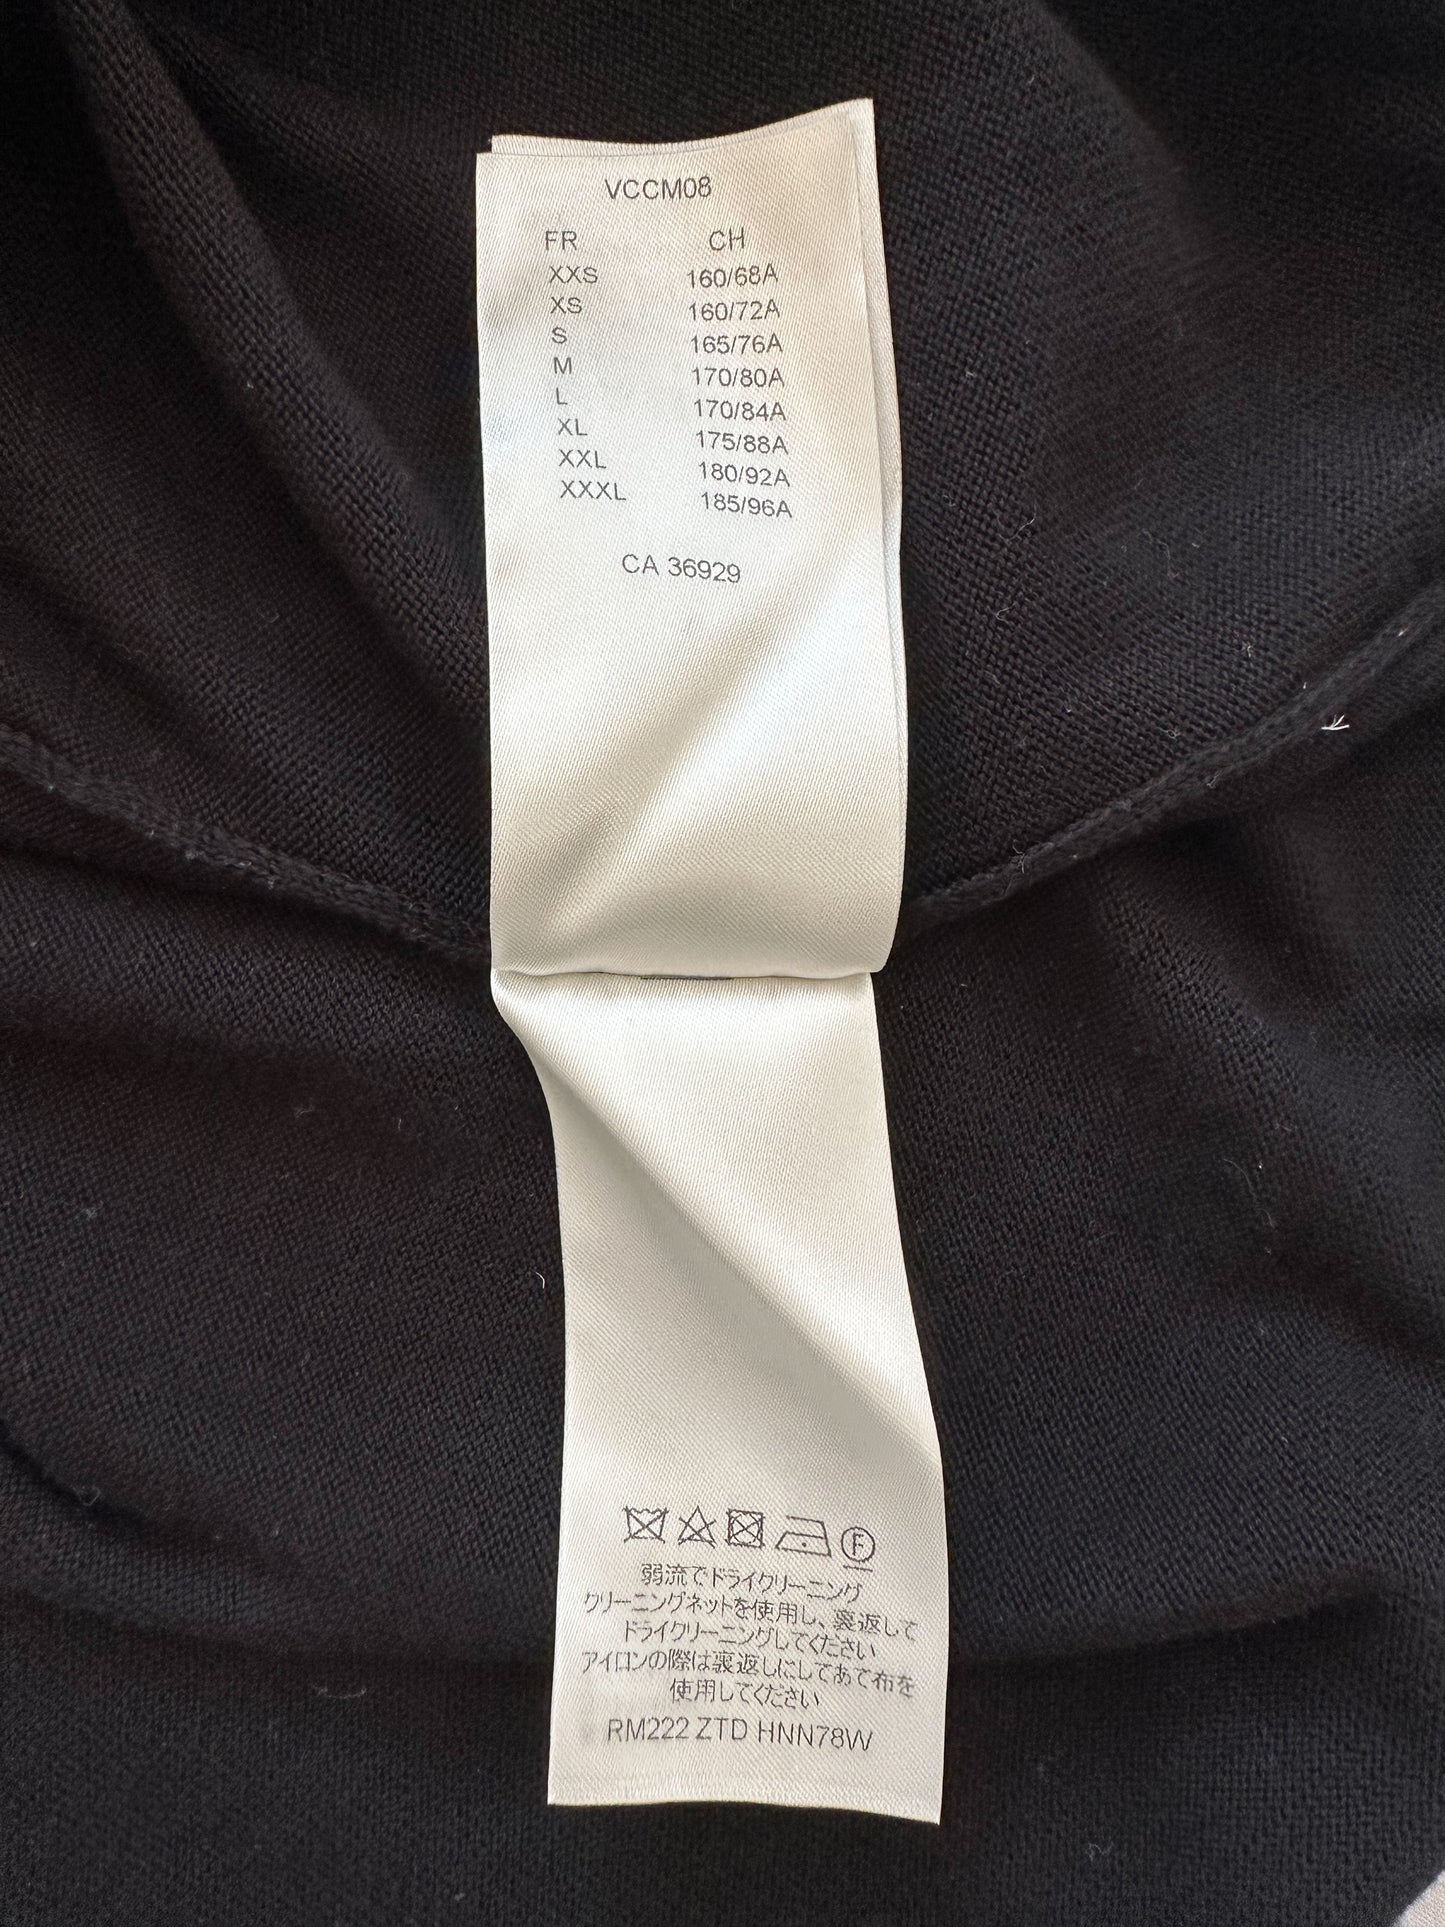 VCCM08
FR CH
XXS 160/68A
XS 160/72A
S 165/76A
M 170/80A
L 170/84A
XL 175/88A
XXL 180/92A
XXXL 185/96A
CA 36929
F
弱流でドライクリーニング
クリーニングネットを使用し、裏返して
ドライクリーニングしてください
アイロンの際は裏返しにしてあて布を
使用してください
RM222 ZTD HNN78W